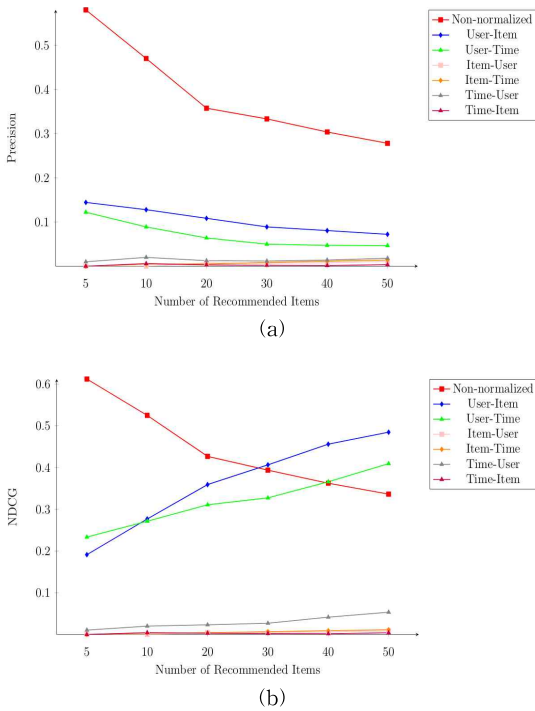 0.5
0.4
0.3
0.2
0.1
Precision
5 10 20 30 40 50
Number of Recommended Items
Non-normalized
User-Item
User-Time
Item-User
Item-Time
Time-User
Time-Item
(a)
0.6
0.5
0.4
0.3
0.2
0.1
NDCG
5 10 20 30 40 50
Number of Recommended Items
Non-normalized
User-Item
User-Time
Item-User
Item-Time
Time-User
Time-Item
(b)